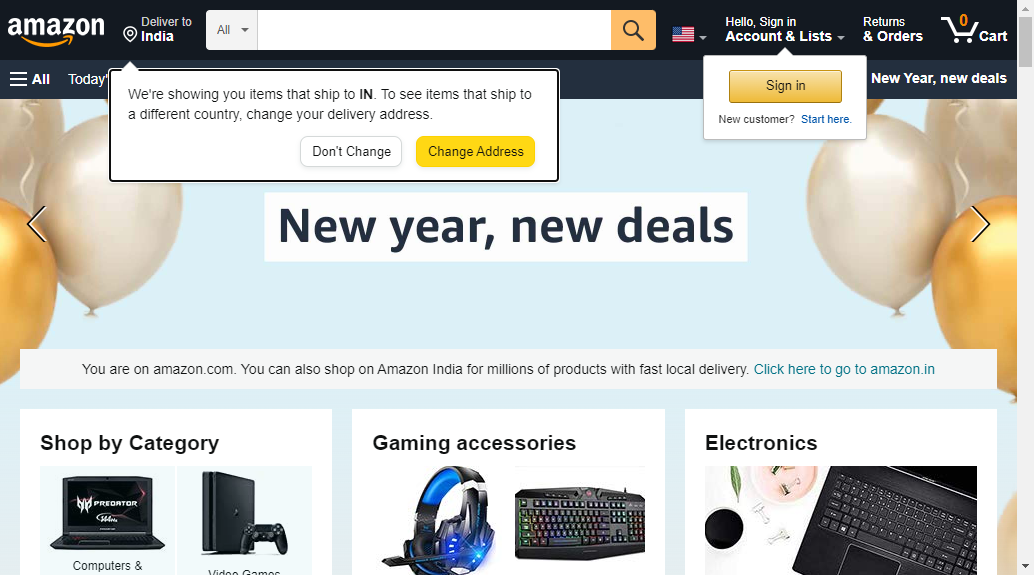 amazon
Deliver to
India
All
Hello, Sign in
Account & Lists
Returns
& Orders
0
Cart
All
Today'
New Year, new deals
We're showing you items that ship to IN. To see items that ship to
a different country, change your delivery address.
Don't Change
Change Address
Sign in
New customer? Start here.
New year, new deals
You are on amazon.com. You can also shop on Amazon India for millions of products with fast local delivery. Click here to go to amazon.in
Shop by Category
Gaming accessories
Electronics
PREDATOR
144Hz
Computers &
Video Games